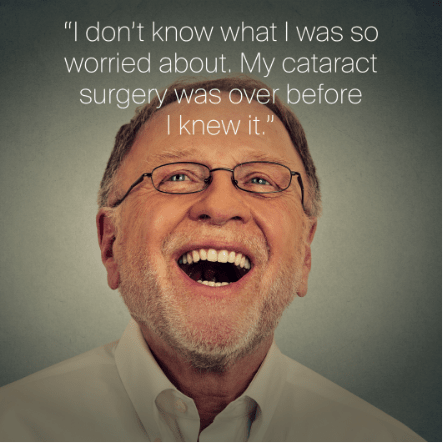 “I don’t know what I was so
worried about. My cataract
surgery was over before
I knew it.”